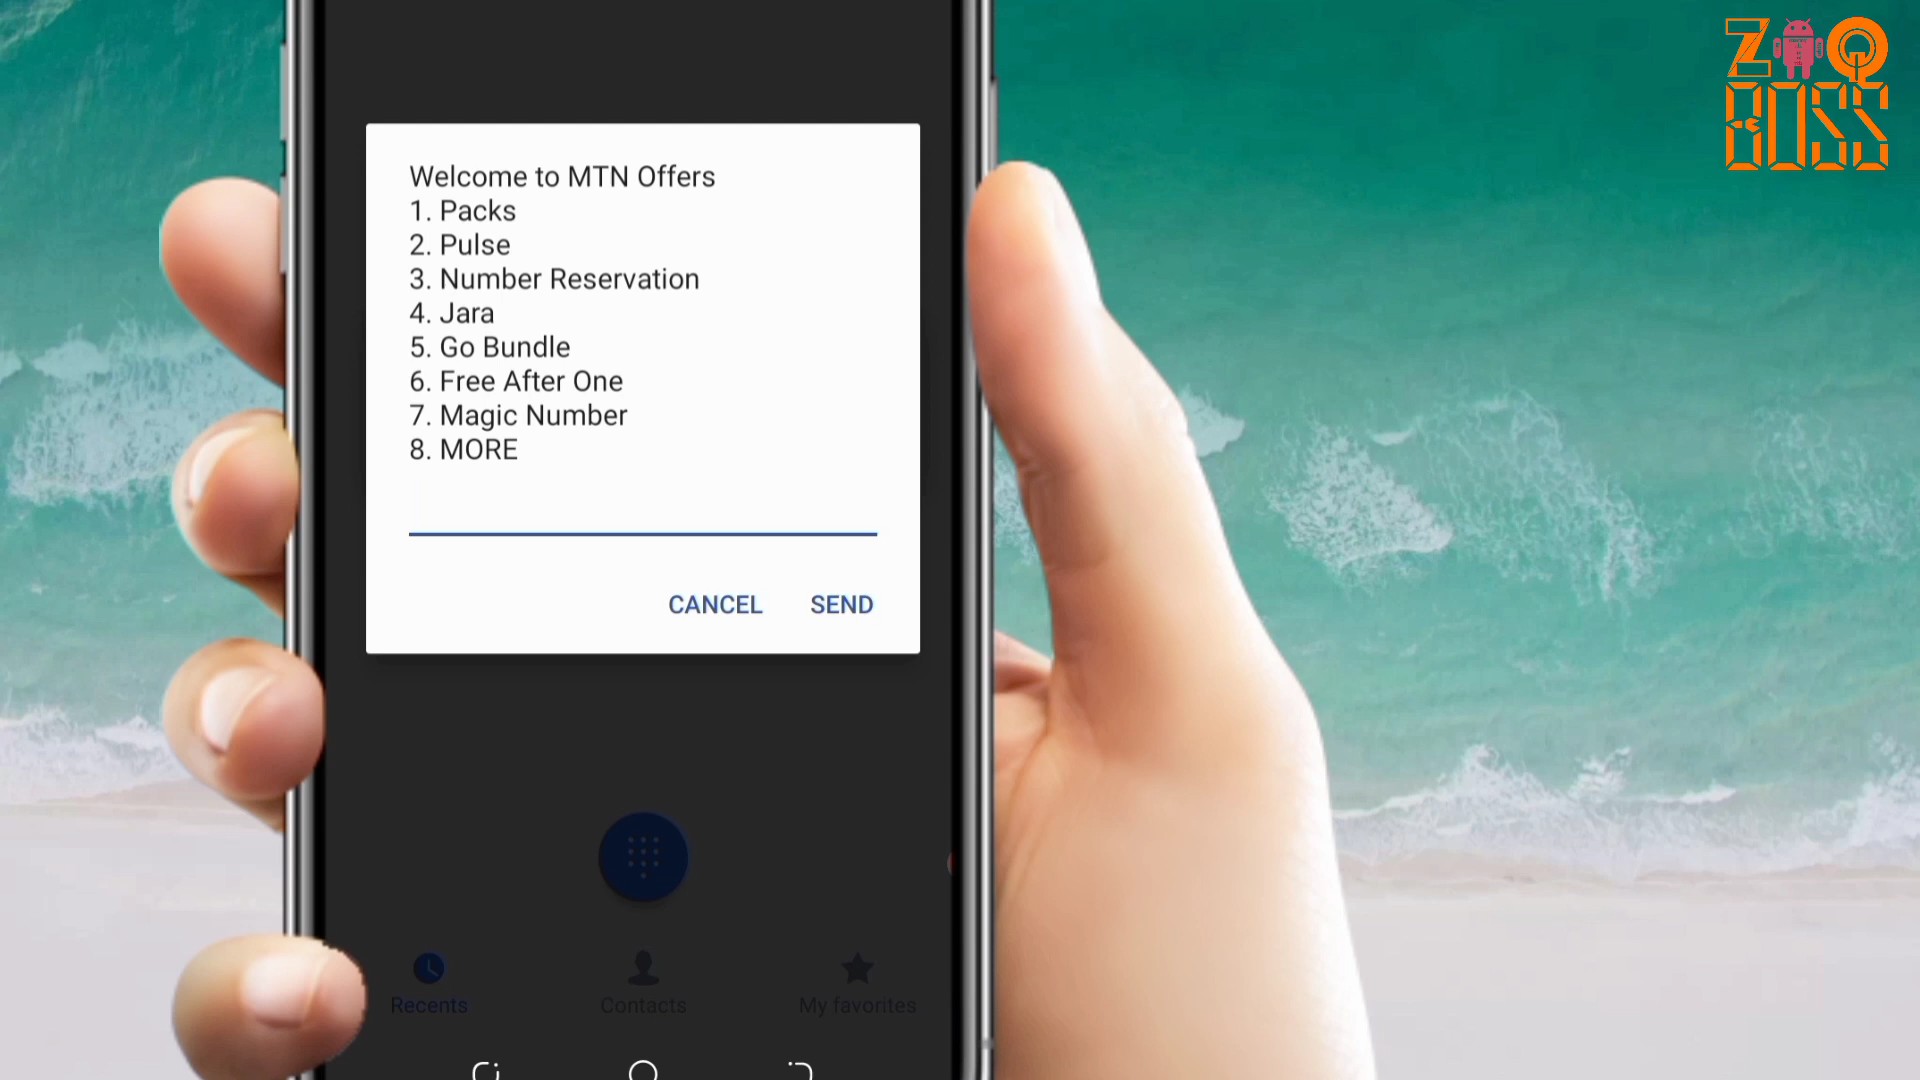 Welcome to MTN Offers
1. Packs
2. Pulse
3. Number Reservation
4. Jara
5. Go Bundle
6. Free After One
7. Magic Number
8. MORE
CANCEL SEND
Recents Contacts My favorites
Z Q
BOSS